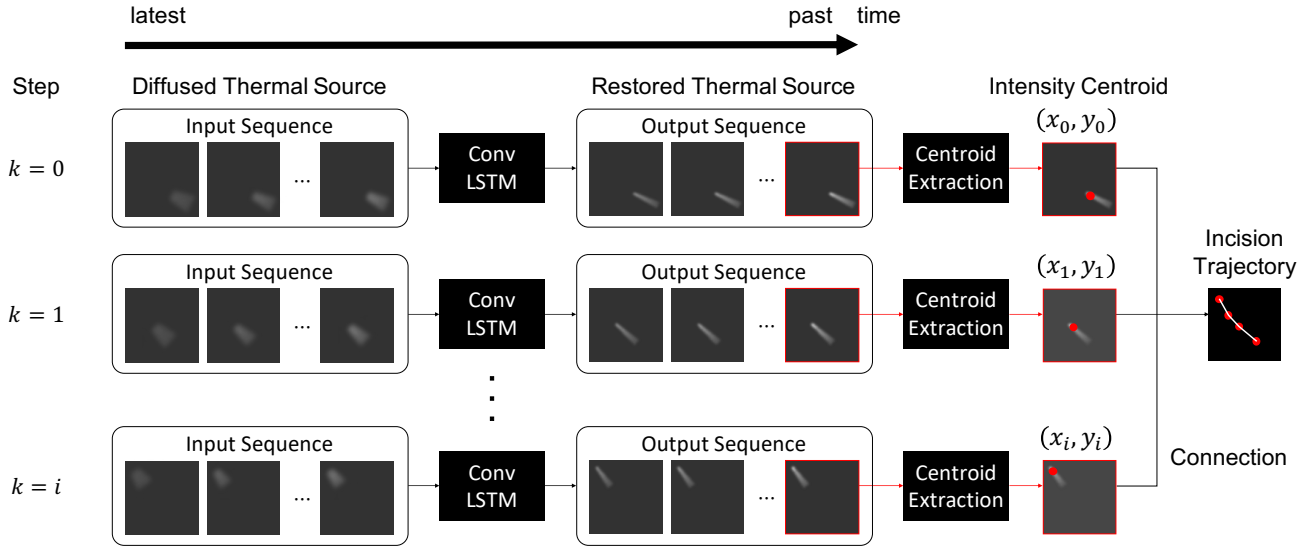 latest
past
time
Step
Diffused Thermal Source
Restored Thermal Source
Intensity Centroid
k = 0
Input Sequence
...
Conv
LSTM
Output Sequence
...
Centroid
Extraction
(x₀, y₀)
k = 1
Input Sequence
...
Conv
LSTM
Output Sequence
...
Centroid
Extraction
(x₁, y₁)
Incision
Trajectory
k = i
Input Sequence
...
Conv
LSTM
Output Sequence
...
Centroid
Extraction
(xᵢ, yᵢ)
Connection